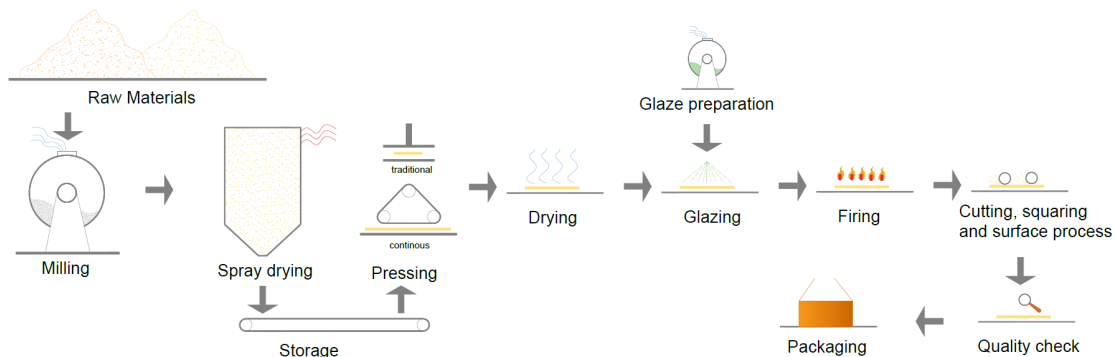 Raw Materials
Milling
Spray drying
Storage
traditional
continous
Pressing
Drying
Glaze preparation
Glazing
Firing
Cutting, squaring
and surface process
Quality check
Packaging